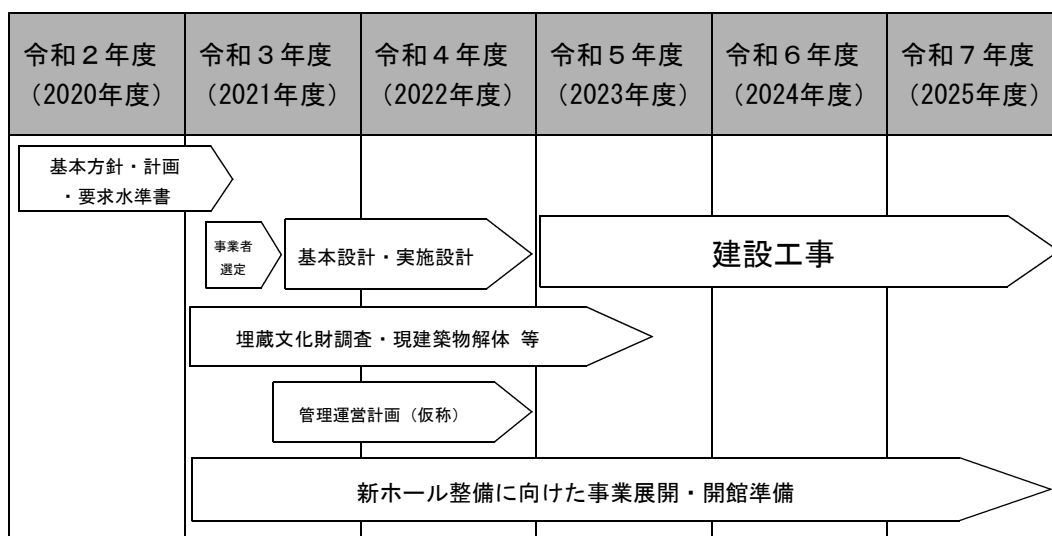 令和２年度
（2020年度）
令和３年度
（2021年度）
令和４年度
（2022年度）
令和５年度
（2023年度）
令和６年度
（2024年度）
令和７年度
（2025年度）
基本方針・計画
・要求水準書
事業者
選定
基本設計・実施設計
建設工事
埋蔵文化財調査・現建築物解体 等
管理運営計画（仮称）
新ホール整備に向けた事業展開・開館準備